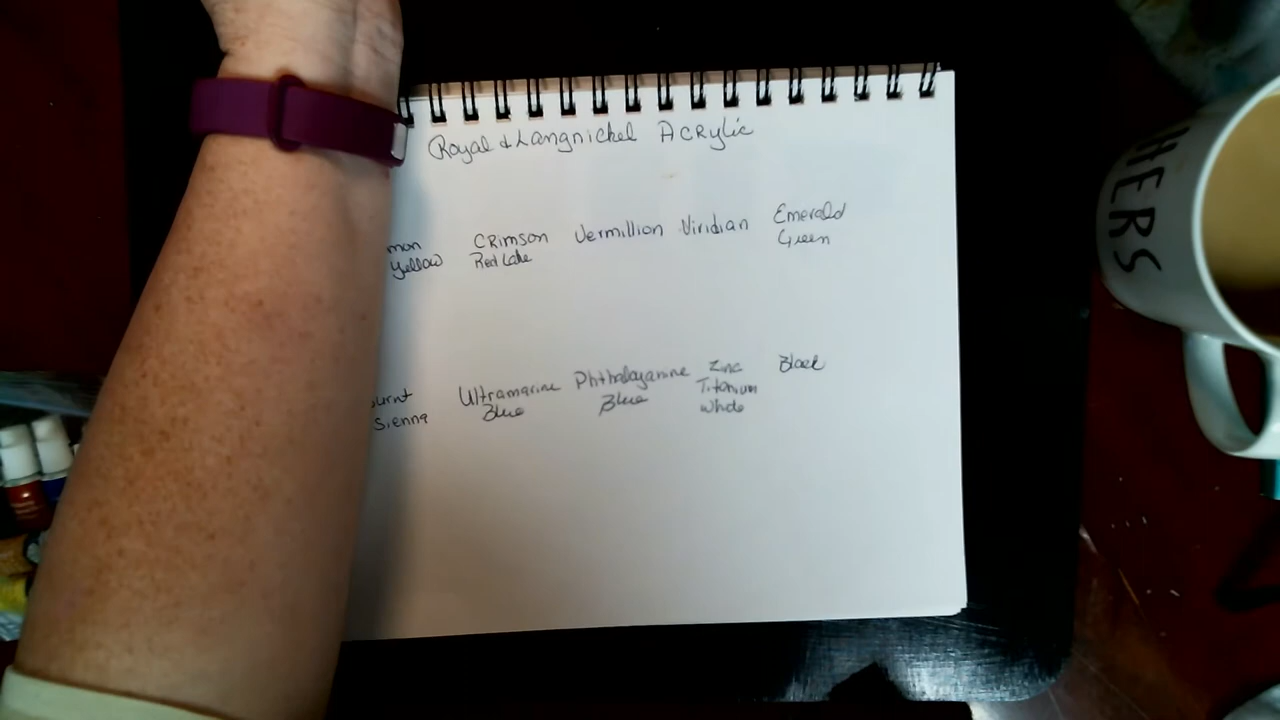 Royal & Langnickel Acrylic
mon Crimson Vermillion Viridian Emerald
Yellow Red Lake Green
urnt Ultramarine Phthalocyanine Zinc Black
Sienna Blue Blue Titanium
White
HERS